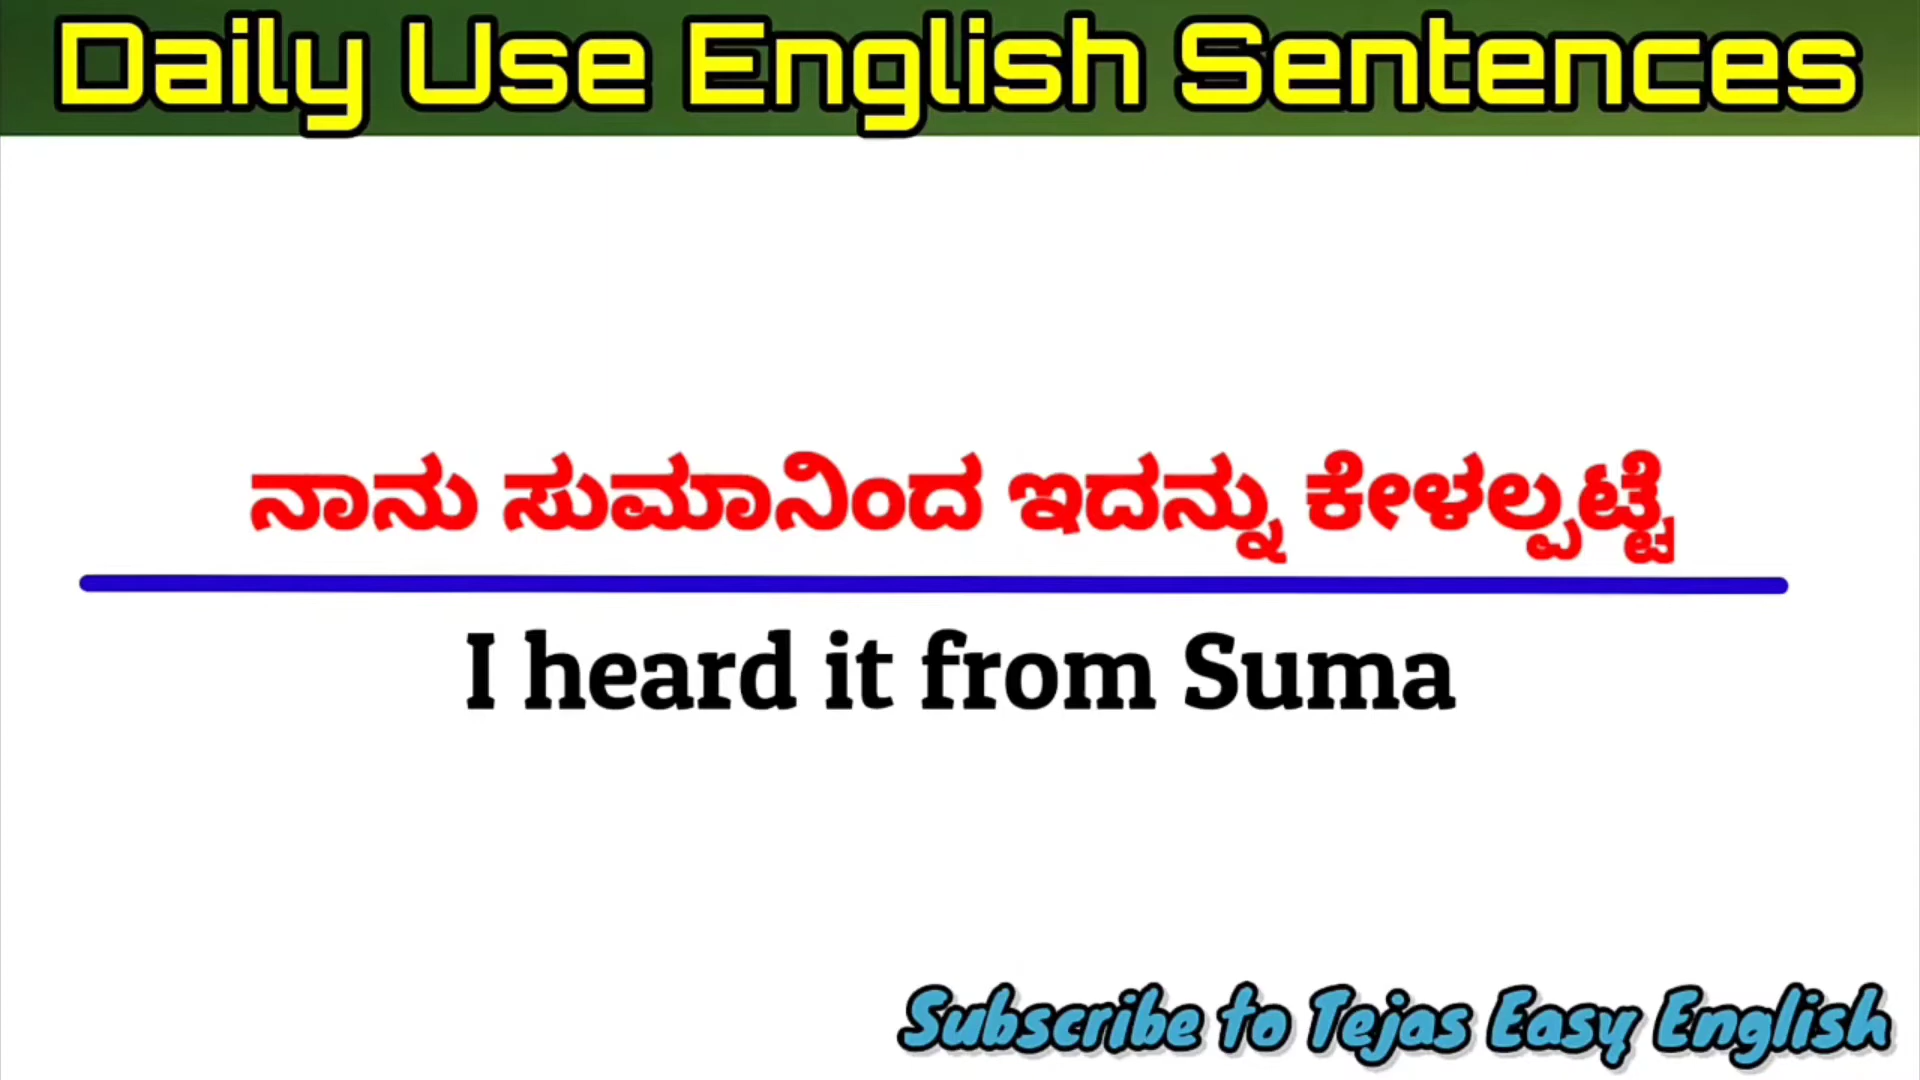 Daily Use English Sentences
ನಾನು ಸುಮಾನಿಂದ ಇದನ್ನು ಕೇಳಲ್ಪಟ್ಟೆ
I heard it from Suma
Subscribe to Tejas Easy English